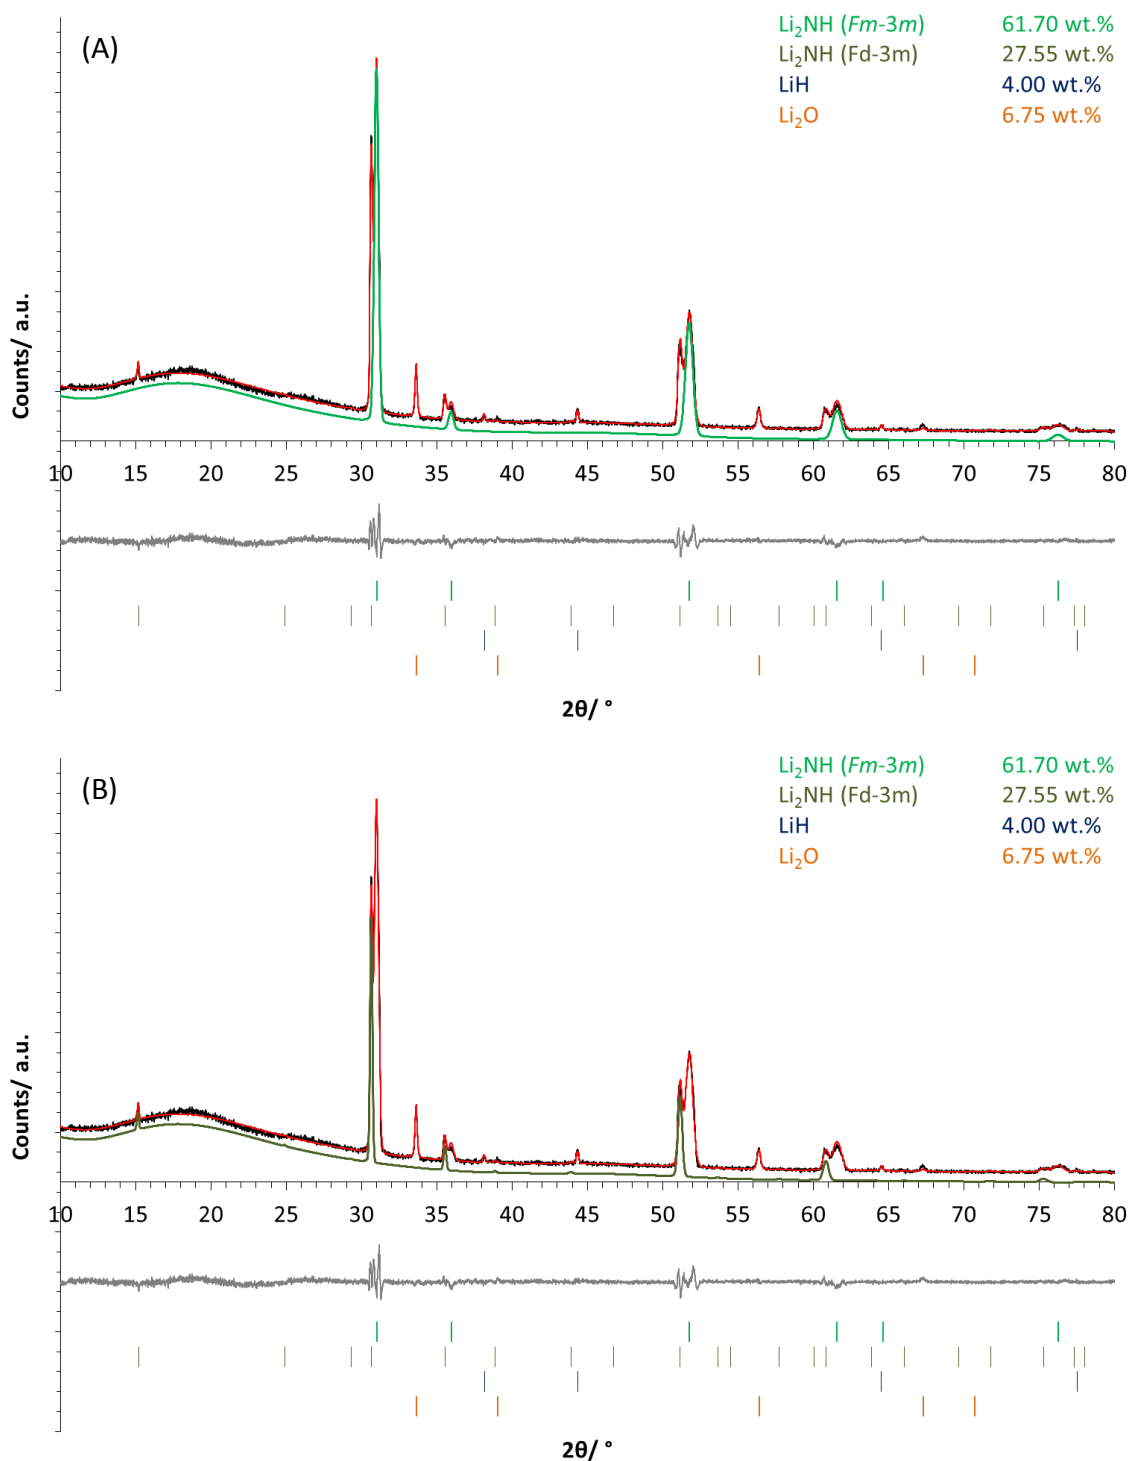 (A)
Li₂NH (Fm-3m) 61.70 wt.%
Li₂NH (Fd-3m) 27.55 wt.%
LiH 4.00 wt.%
Li₂O 6.75 wt.%
Counts/ a.u.
10 15 20 25 30 35 40 45 50 55 60 65 70 75 80
2θ/ °
(B)
Li₂NH (Fm-3m) 61.70 wt.%
Li₂NH (Fd-3m) 27.55 wt.%
LiH 4.00 wt.%
Li₂O 6.75 wt.%
Counts/ a.u.
10 15 20 25 30 35 40 45 50 55 60 65 70 75 80
2θ/ °